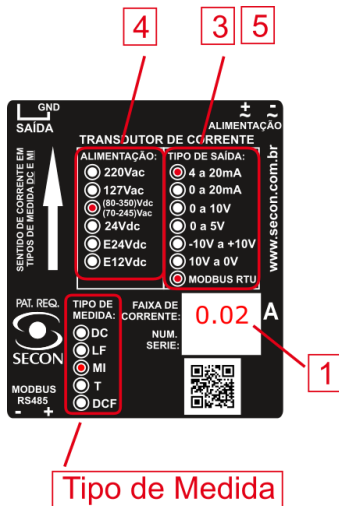 4
3
5
GND
SAÍDA
+
-
~
~
ALIMENTAÇÃO
TRANSDUTOR DE CORRENTE
SENTIDO DE CORRENTE EM
TIPOS DE MEDIDA DC E MI
ALIMENTAÇÃO:
220Vac
127Vac
(80-350)Vdc
(70-245)Vac
24Vdc
E24Vdc
E12Vdc
TIPO DE SAÍDA:
4 a 20mA
0 a 20mA
0 a 10V
0 a 5V
-10V a +10V
10V a 0V
MODBUS RTU
www.secon.com.br
PAT. REQ.
SECON
MODBUS
RS485
- +
TIPO DE
MEDIDA:
DC
LF
MI
T
DCF
FAIXA DE
CORRENTE:
0.02
A
NUM.
SERIE:
1
Tipo de Medida